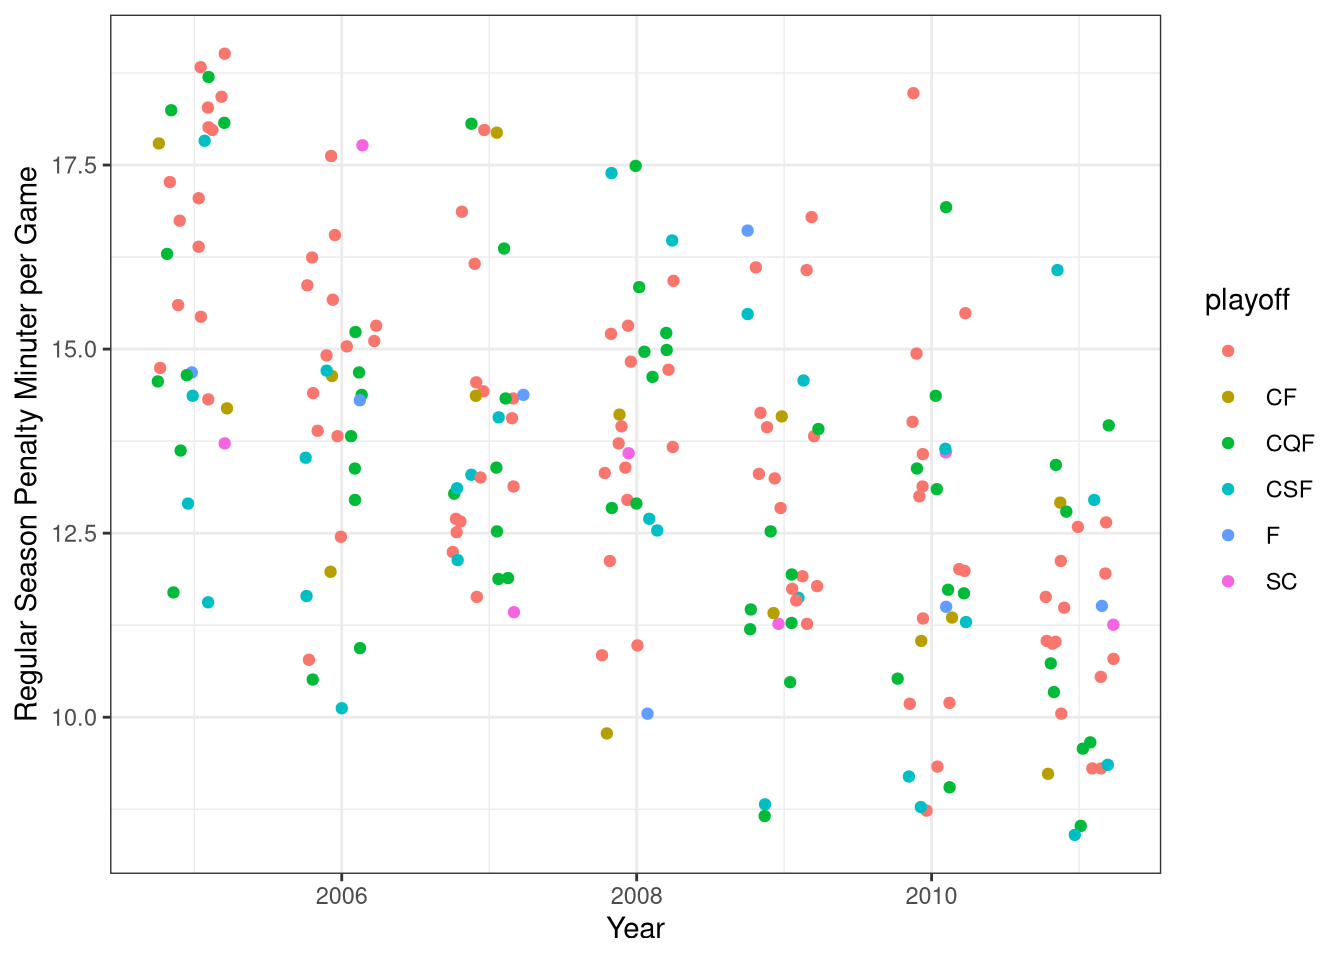 17.5
15.0
12.5
10.0
Regular Season Penalty Minuter per Game
2006
2008
2010
Year
playoff
CF
CQF
CSF
F
SC